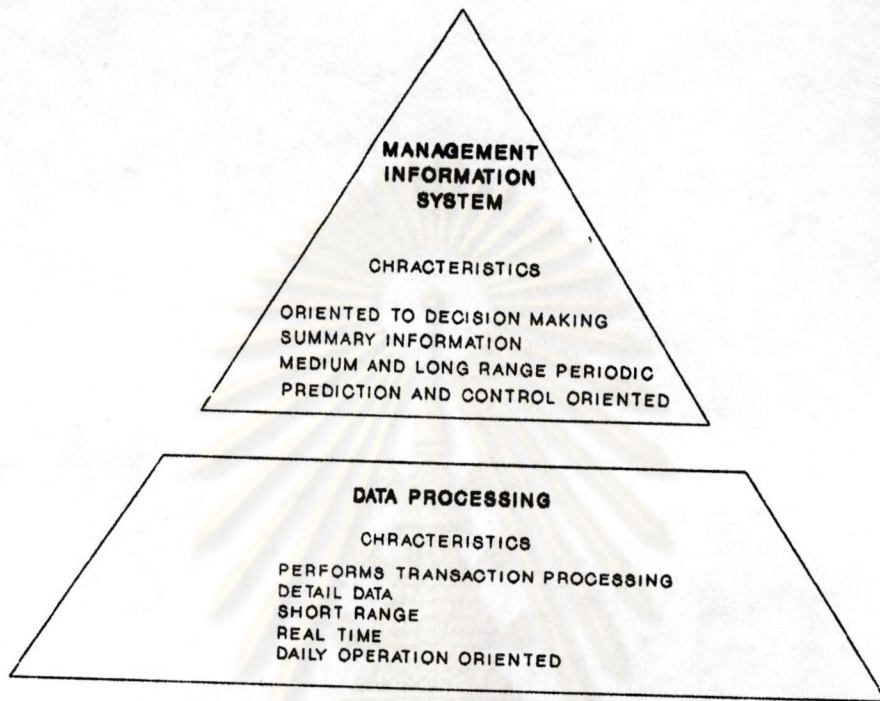 MANAGEMENT
INFORMATION
SYSTEM
CHRACTERISTICS
ORIENTED TO DECISION MAKING
SUMMARY INFORMATION
MEDIUM AND LONG RANGE PERIODIC
PREDICTION AND CONTROL ORIENTED
DATA PROCESSING
CHRACTERISTICS
PERFORMS TRANSACTION PROCESSING
DETAIL DATA
SHORT RANGE
REAL TIME
DAILY OPERATION ORIENTED